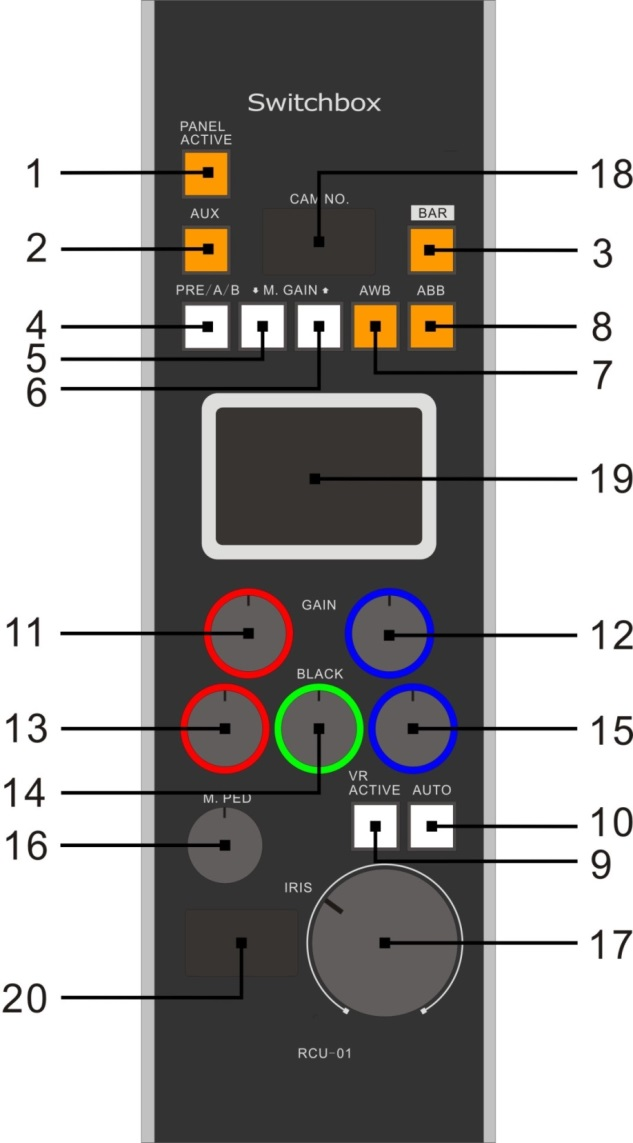 Switchbox
PANEL
ACTIVE
1
18
CAM NO.
AUX
BAR
2
3
PRE/A/B
⬇ M. GAIN ⬆
AWB
ABB
4
8
5
7
6
19
GAIN
11
12
BLACK
13
15
VR
ACTIVE
AUTO
14
M. PED
10
16
9
IRIS
17
20
RCU-01